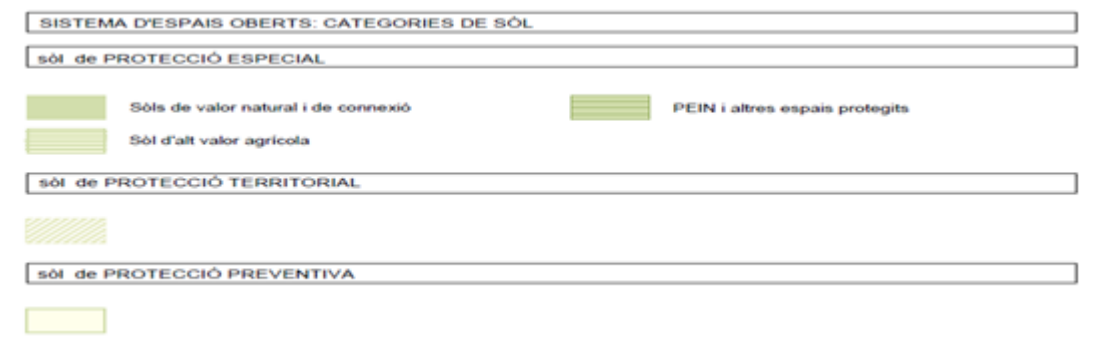 SISTEMA D'ESPAIS OBERTS: CATEGORIES DE SÒL
sòl de PROTECCIÓ ESPECIAL
Sòls de valor natural i de connexió
PEIN i altres espais protegits
Sòl d'alt valor agrícola
sòl de PROTECCIÓ TERRITORIAL
sòl de PROTECCIÓ PREVENTIVA